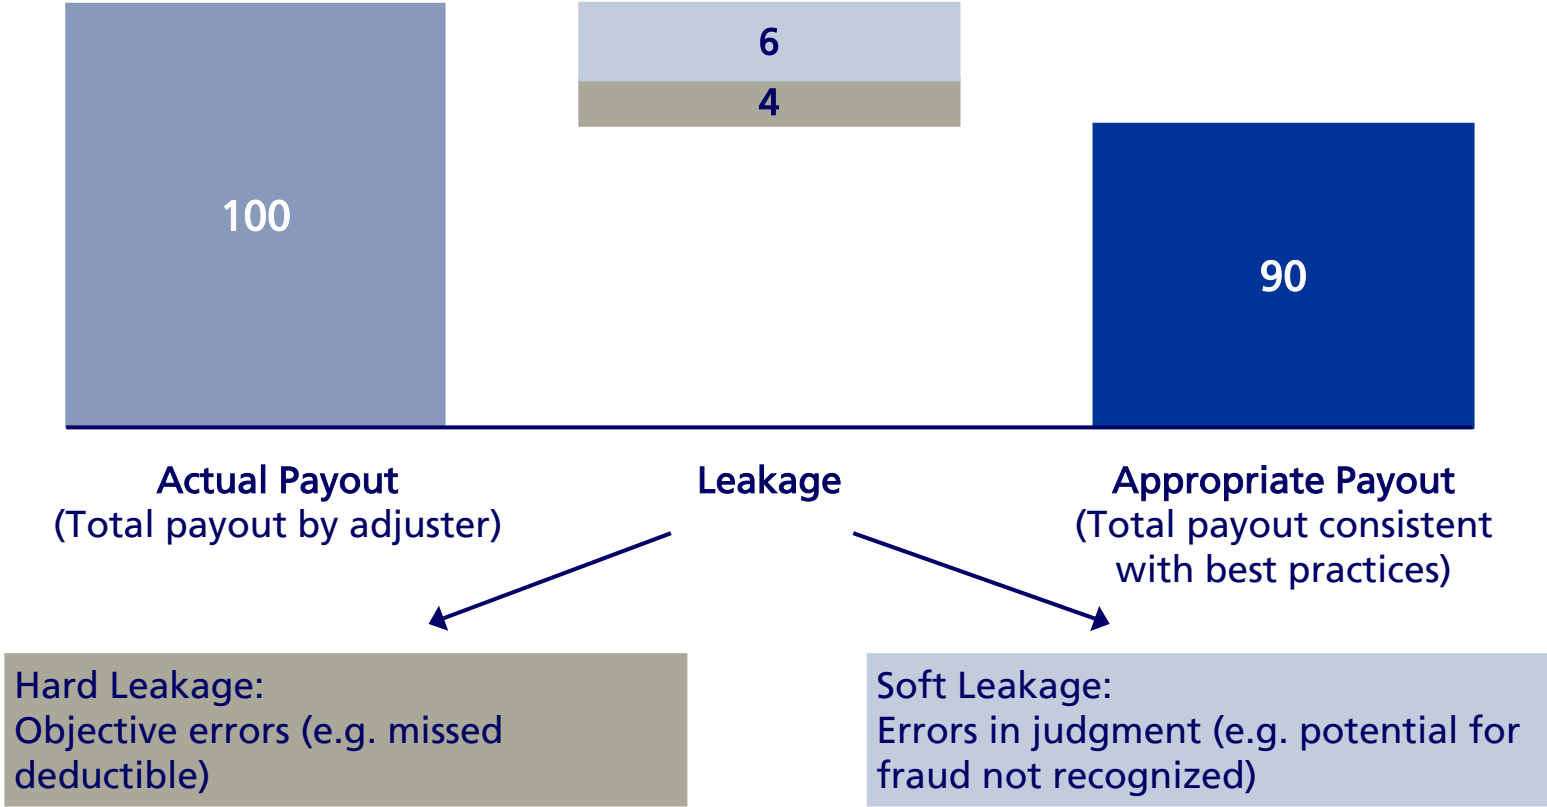 6
4
100
90
Actual Payout
(Total payout by adjuster)
Leakage
Appropriate Payout
(Total payout consistent
with best practices)
Hard Leakage:
Objective errors (e.g. missed
deductible)
Soft Leakage:
Errors in judgment (e.g. potential for
fraud not recognized)